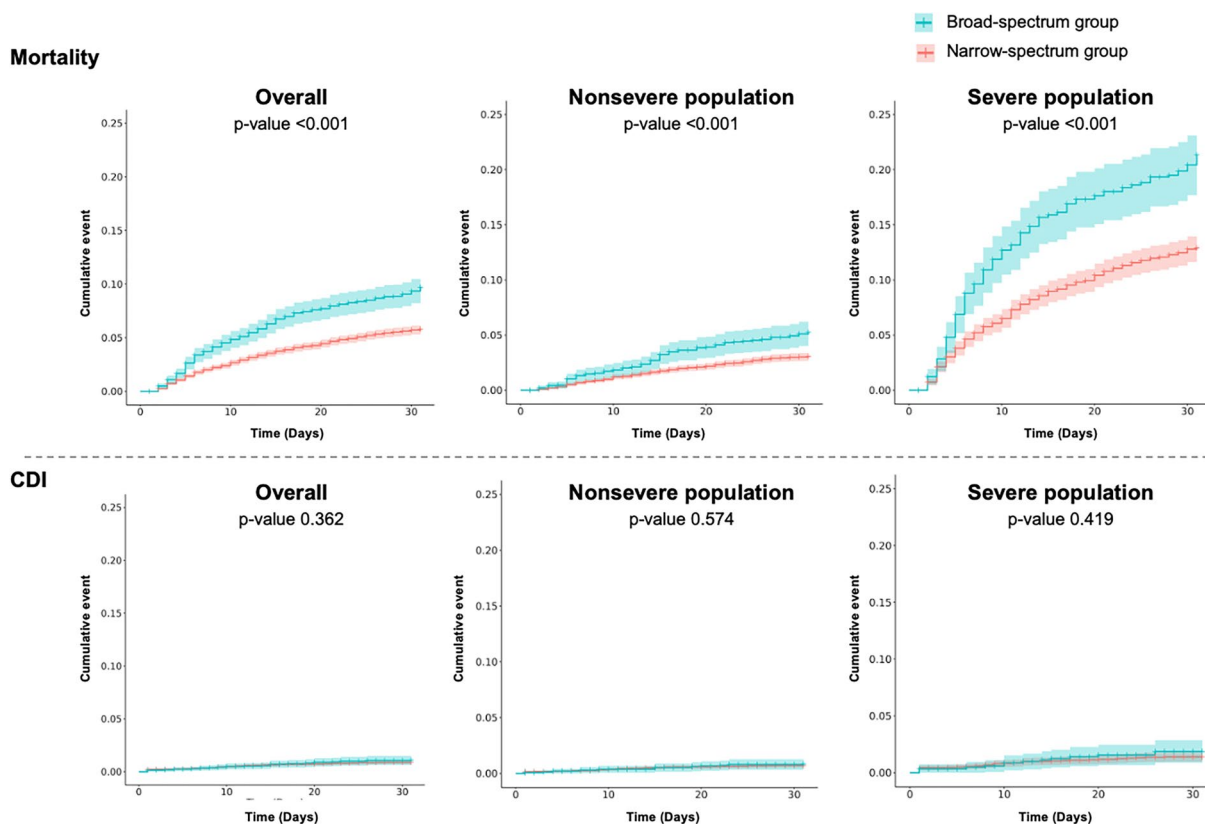 Broad-spectrum group
Narrow-spectrum group
Mortality
Overall
p-value <0.001
0.25
0.20
0.15
0.10
0.05
0.00
Cumulative event
0
10
20
30
Time (Days)
Nonsevere population
p-value <0.001
0.25
0.20
0.15
0.10
0.05
0.00
Cumulative event
0
10
20
30
Time (Days)
Severe population
p-value <0.001
0.25
0.20
0.15
0.10
0.05
0.00
Cumulative event
0
10
20
30
Time (Days)
CDI
Overall
p-value 0.362
0.25
0.20
0.15
0.10
0.05
0.00
Cumulative event
0
10
20
30
Time (Days)
Nonsevere population
p-value 0.574
0.25
0.20
0.15
0.10
0.05
0.00
Cumulative event
0
10
20
30
Time (Days)
Severe population
p-value 0.419
0.25
0.20
0.15
0.10
0.05
0.00
Cumulative event
0
10
20
30
Time (Days)